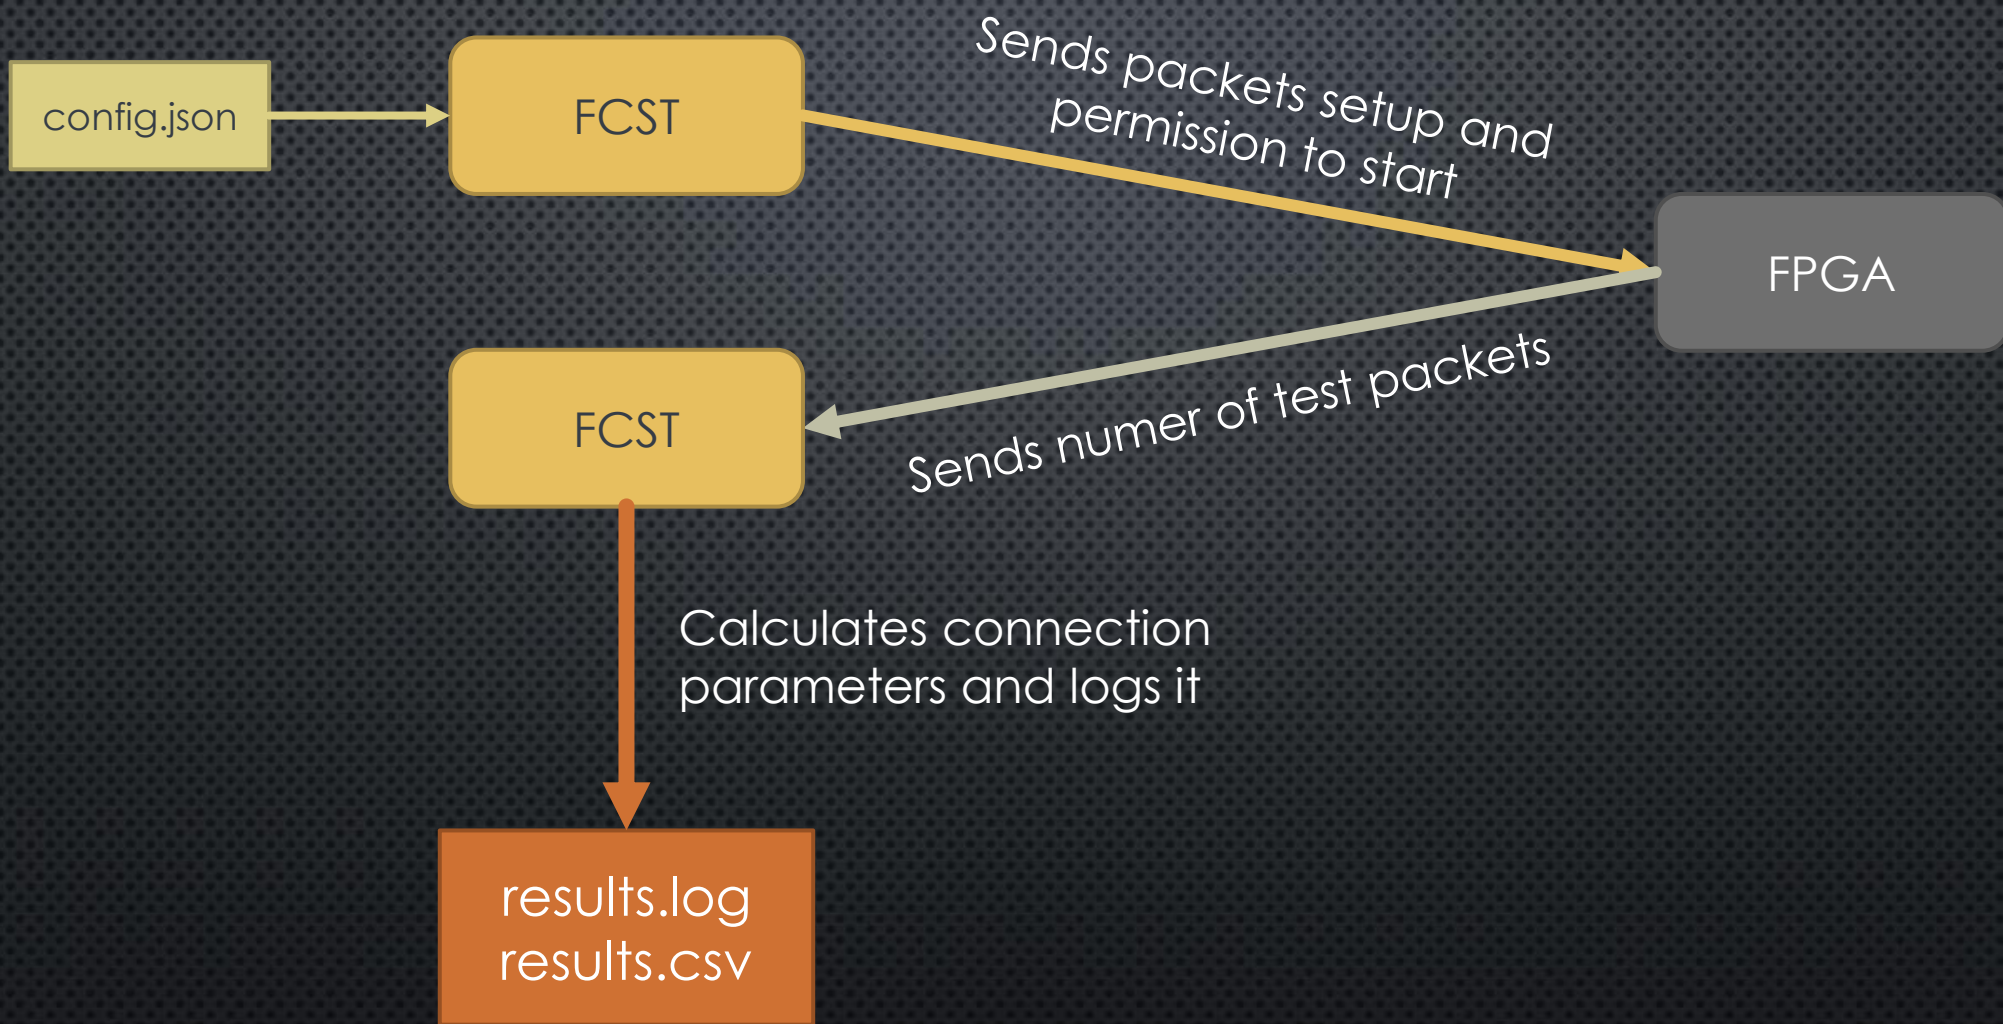 config.json
FCST
Sends packets setup and
permission to start
FPGA
FCST
Sends numer of test packets
Calculates connection
parameters and logs it
results.log
results.csv